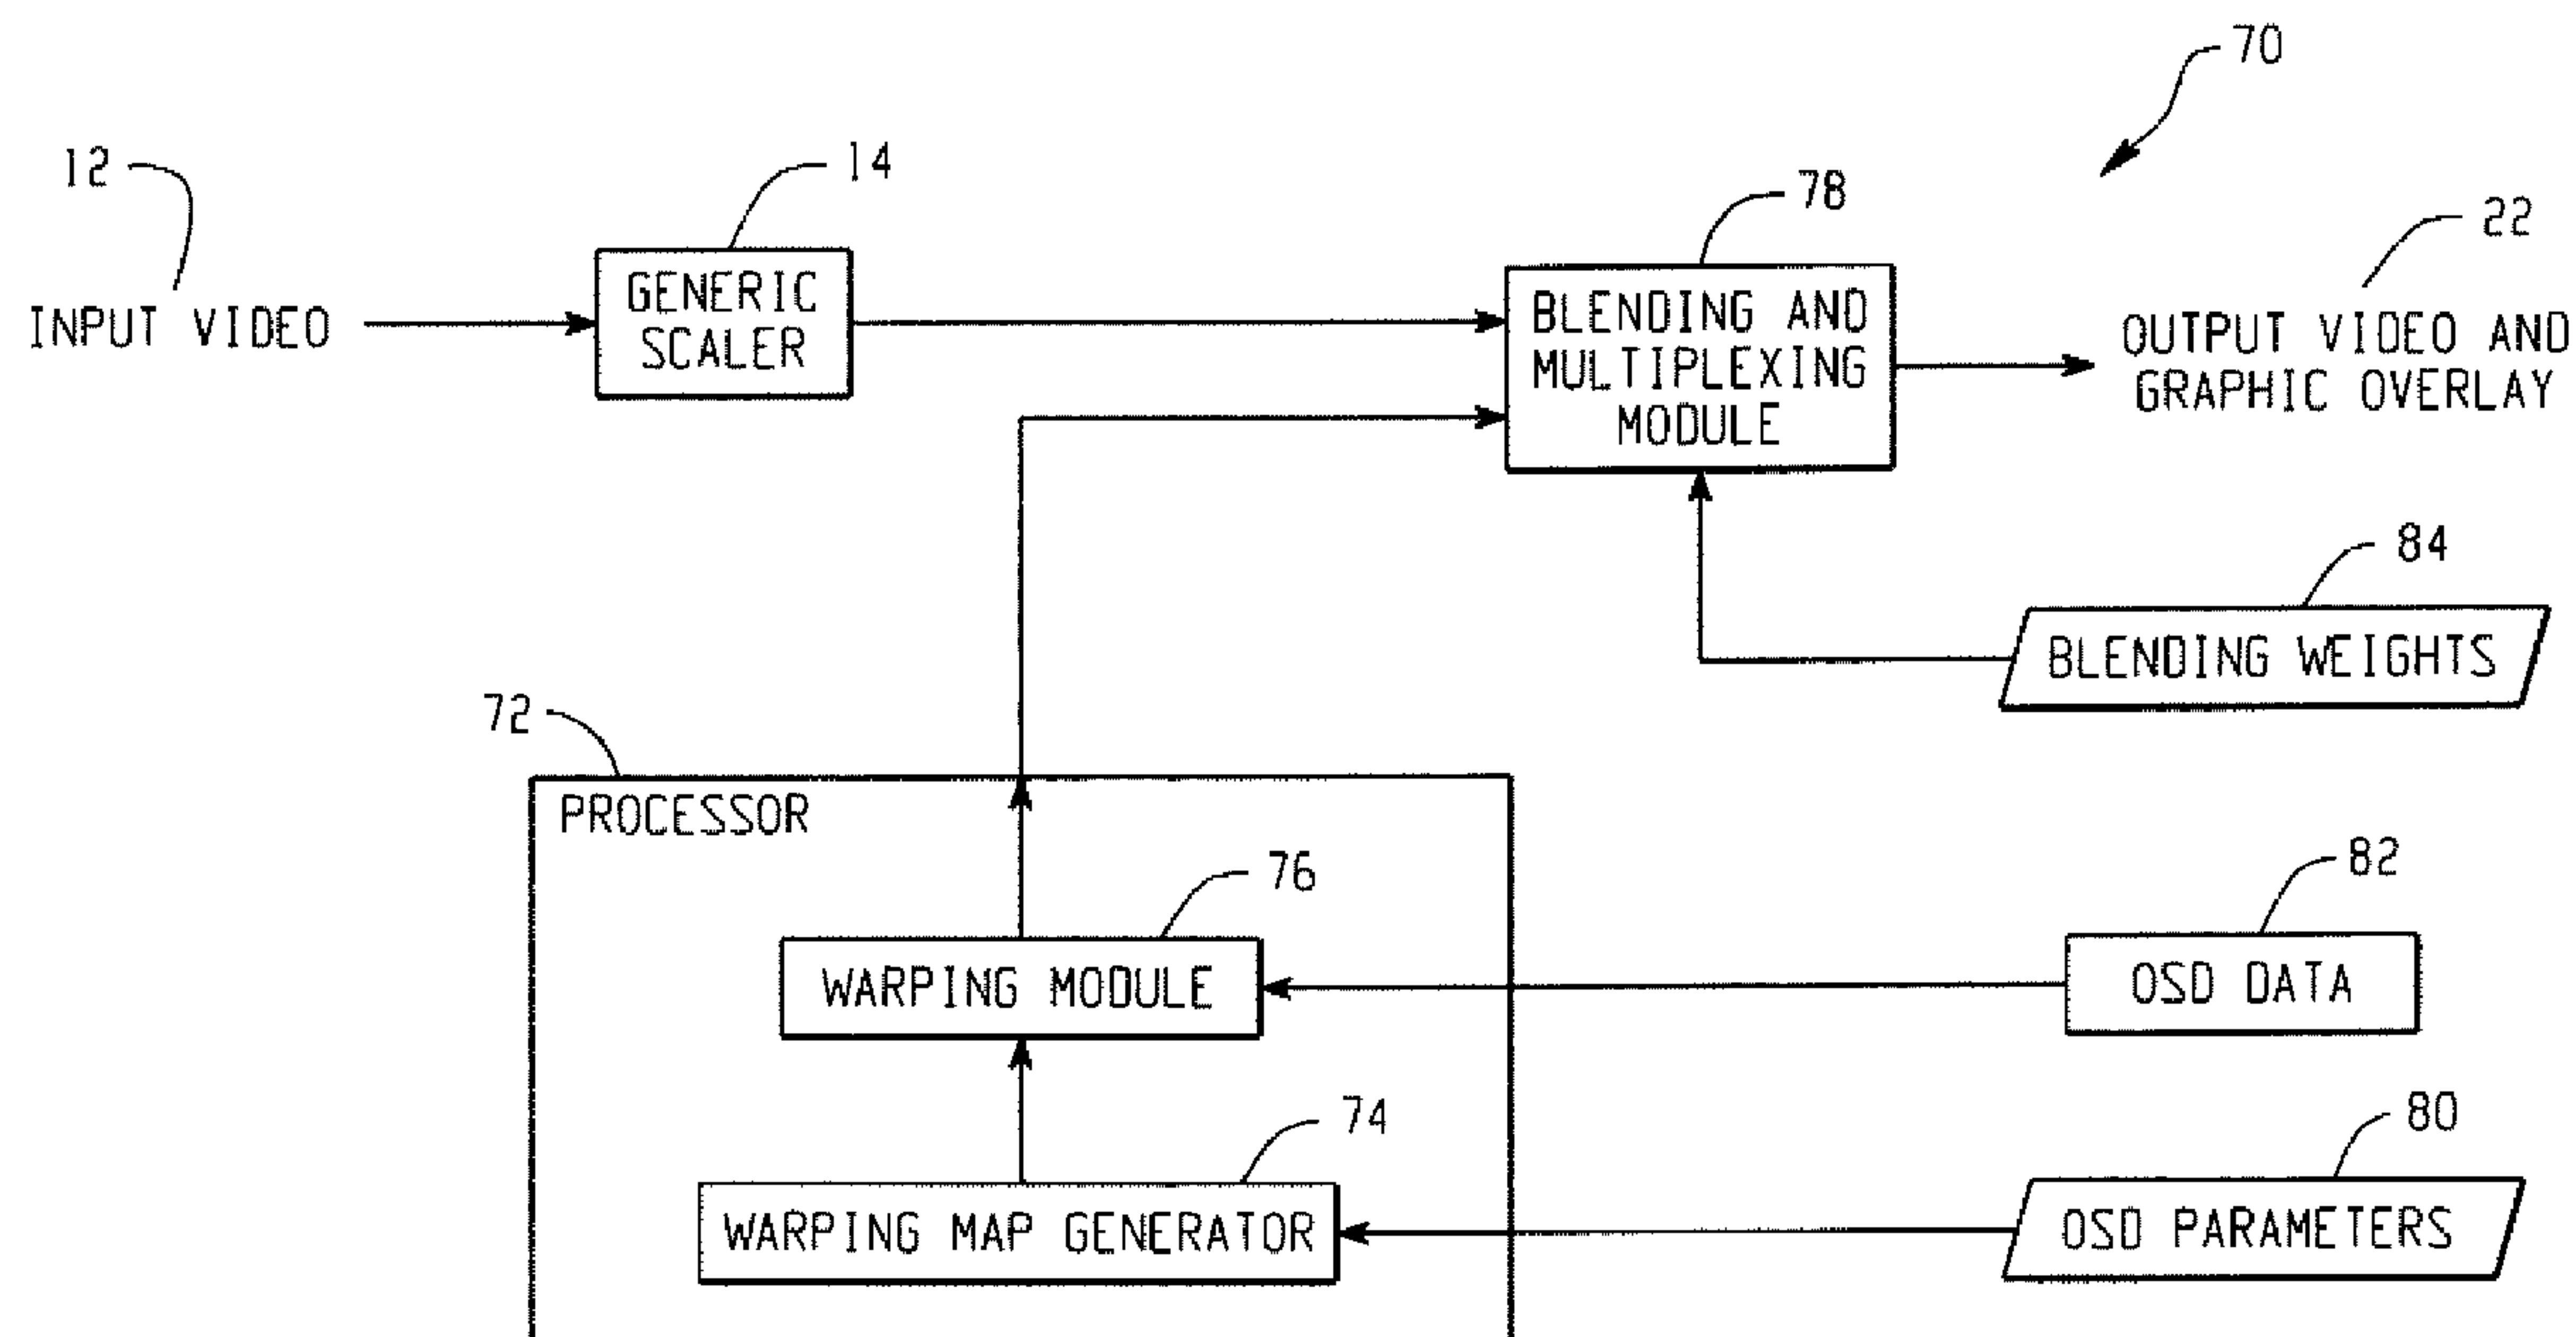 70
12
14
78
22
INPUT VIDEO
GENERIC
SCALER
BLENDING AND
MULTIPLEXING
MODULE
OUTPUT VIDEO AND
GRAPHIC OVERLAY
84
BLENDING WEIGHTS
72
PROCESSOR
76
82
WARPING MODULE
OSD DATA
74
80
WARPING MAP GENERATOR
OSD PARAMETERS